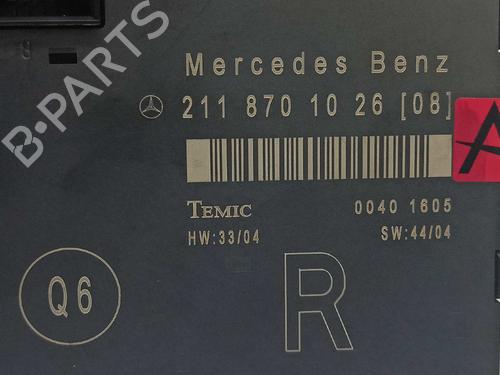 B-PARTS
Mercedes Benz
211 870 10 26 [08]
TEMIC
0040 1605
HW:33/04
SW:44/04
Q6
R
A